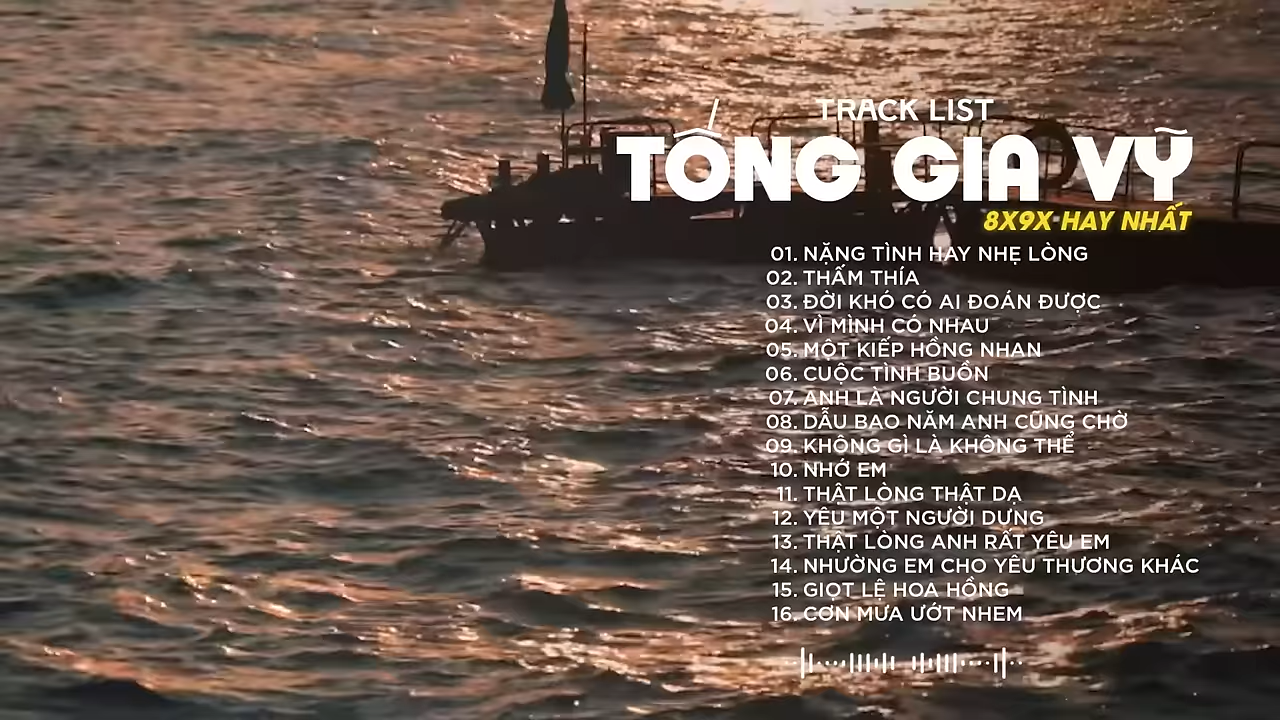 TRACK LIST
TỐNG GIA VỸ
8X9X HAY NHẤT
01. NẶNG TÌNH HAY NHẸ LÒNG
02. THẤM THÍA
03. ĐỜI KHÓ CÓ AI ĐOÁN ĐƯỢC
04. VÌ MÌNH CÓ NHAU
05. MỘT KIẾP HỒNG NHAN
06. CUỘC TÌNH BUỒN
07. ANH LÀ NGƯỜI CHUNG TÌNH
08. DẪU BAO NĂM ANH CŨNG CHỜ
09. KHÔNG GÌ LÀ KHÔNG THỂ
10. NHỚ EM
11. THẬT LÒNG THẬT DẠ
12. YÊU MỘT NGƯỜI DƯNG
13. THẬT LÒNG ANH RẤT YÊU EM
14. NHƯỜNG EM CHO YÊU THƯƠNG KHÁC
15. GIỌT LỆ HOA HỒNG
16. CƠN MƯA ƯỚT NHEM